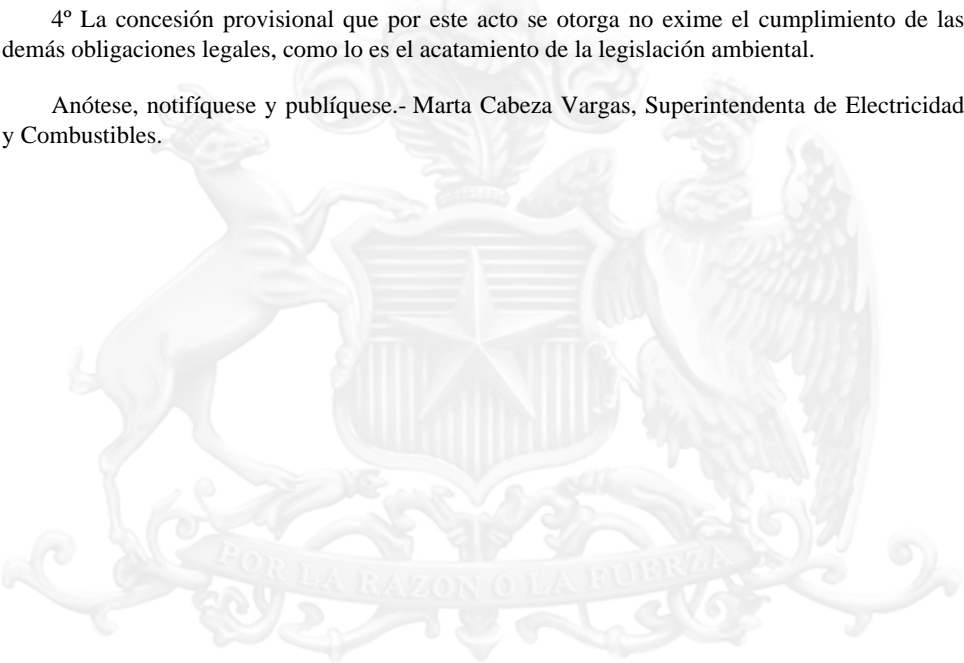 4º La concesión provisional que por este acto se otorga no exime el cumplimiento de las
demás obligaciones legales, como lo es el acatamiento de la legislación ambiental.
Anótese, notifíquese y publíquese.- Marta Cabeza Vargas, Superintendenta de Electricidad
y Combustibles.
POR LA RAZON O LA FUERZA